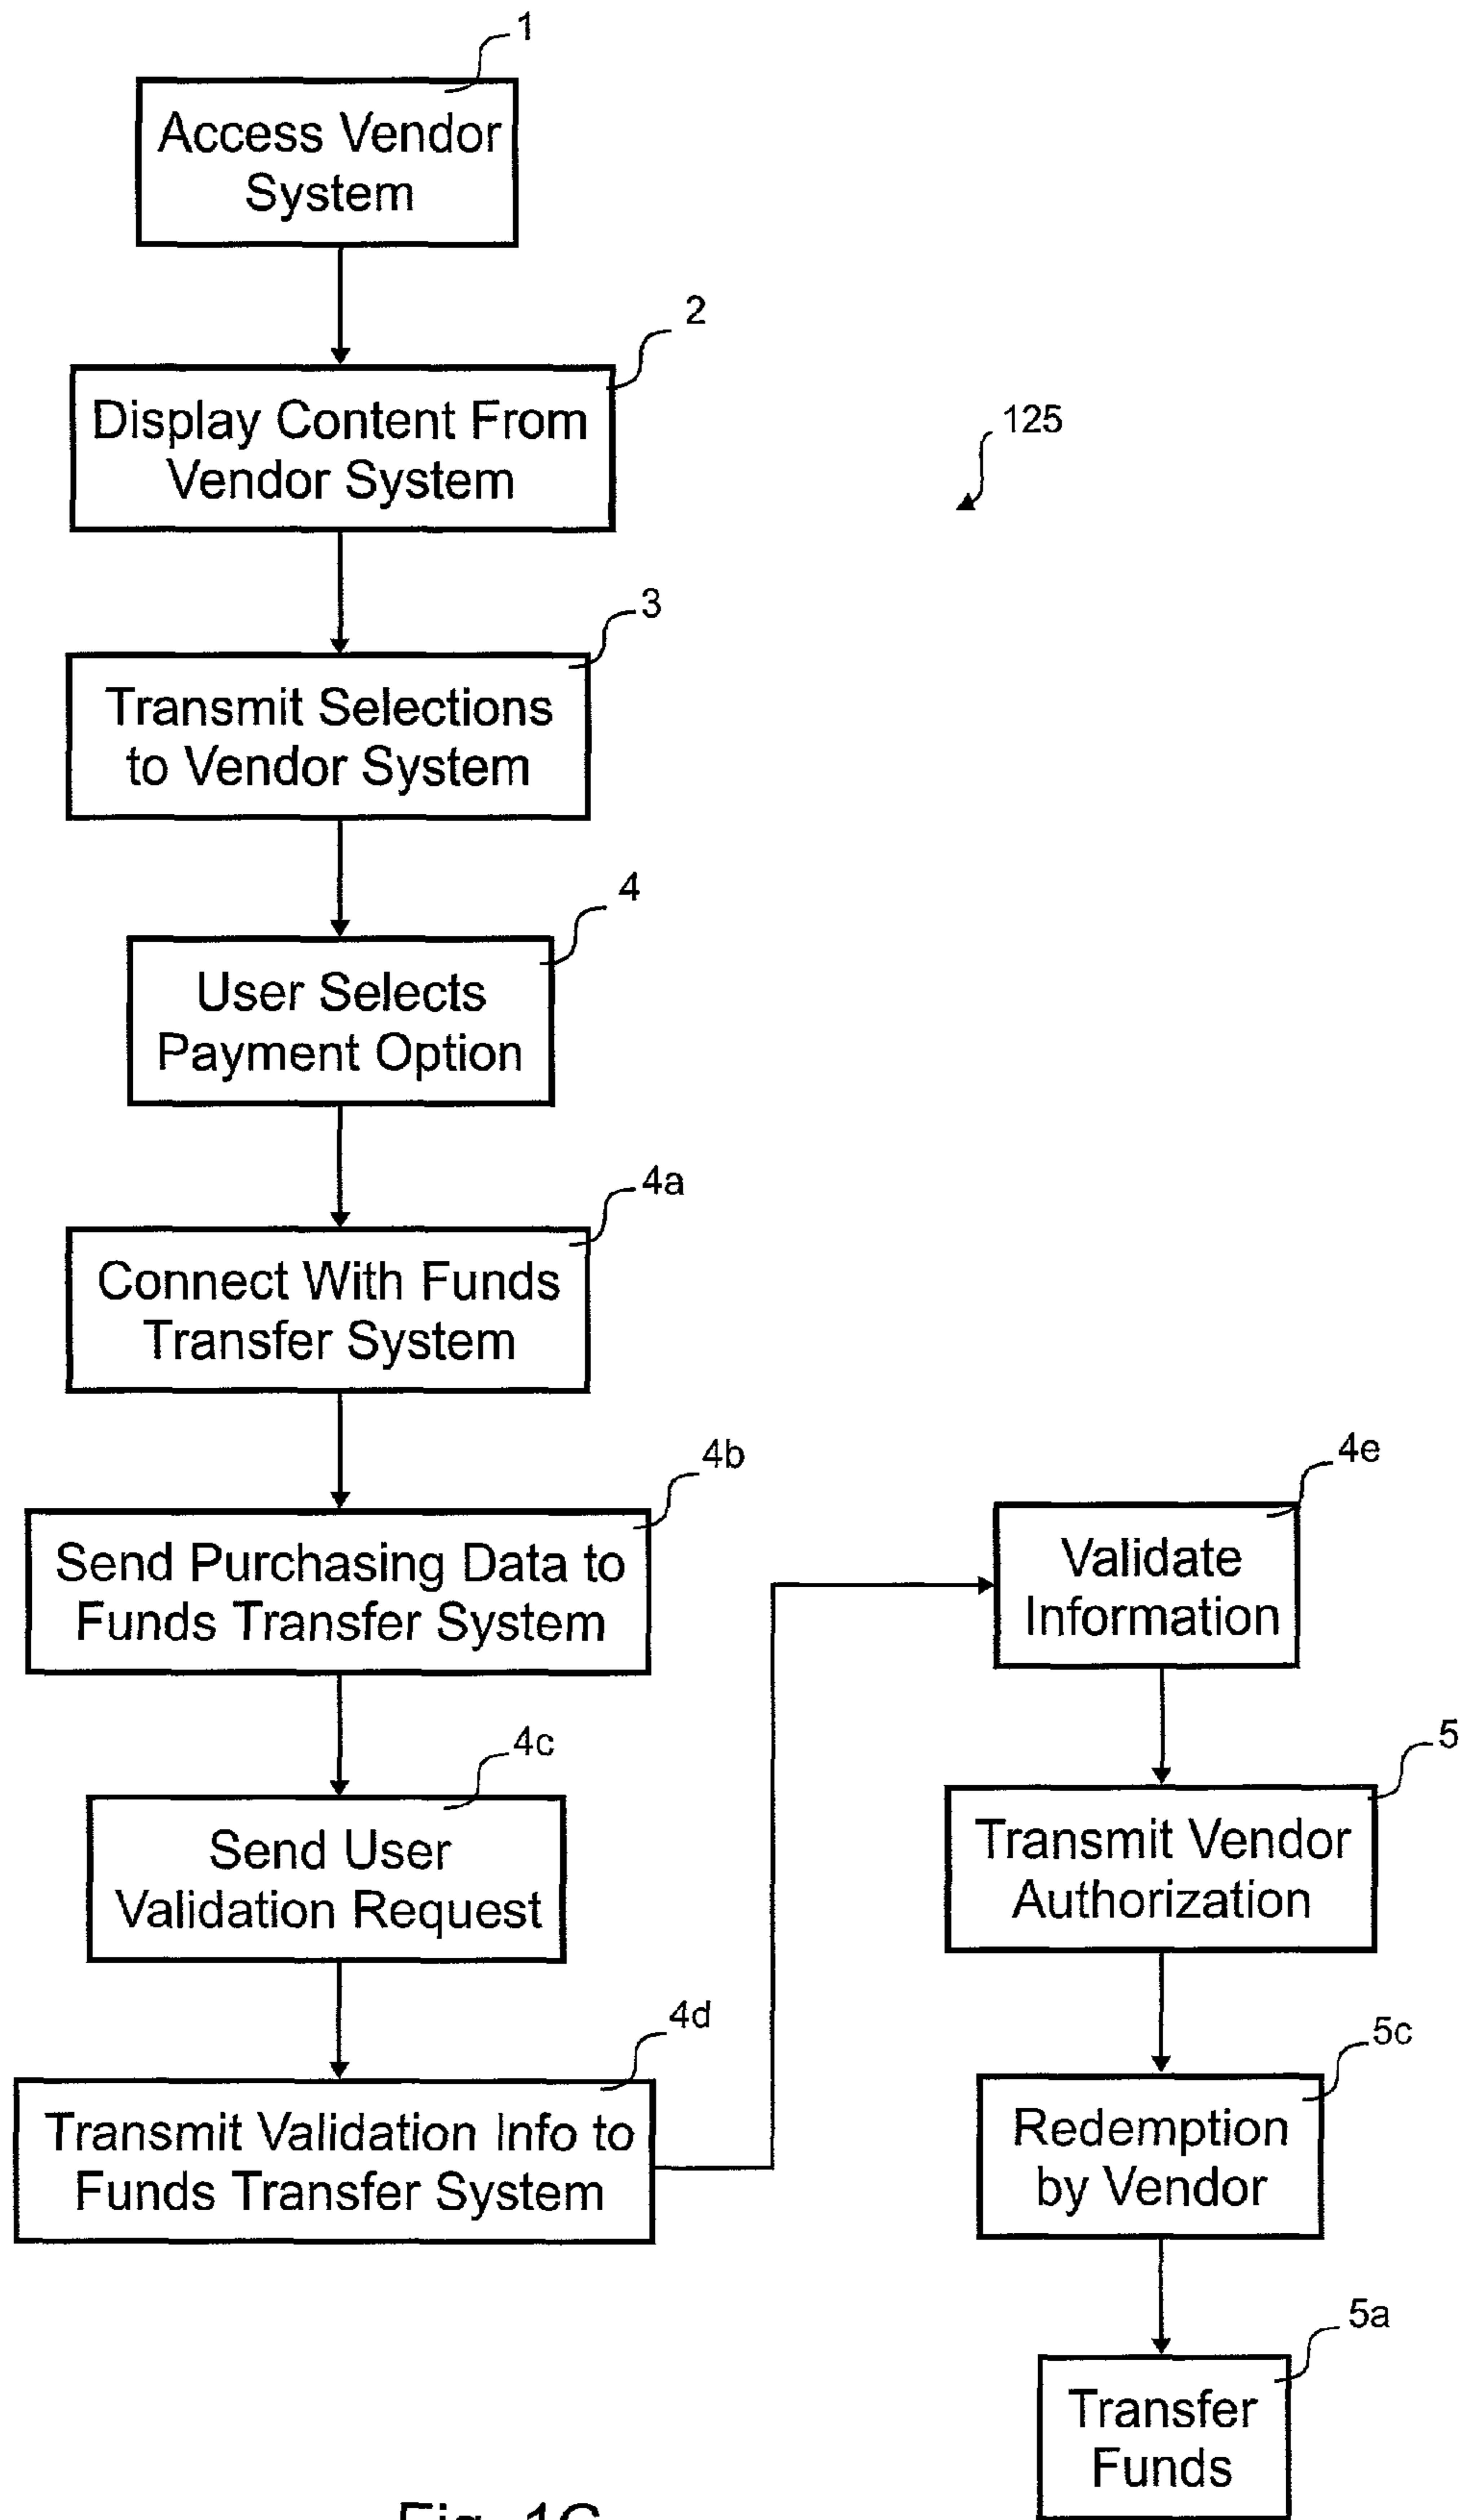 1
Access Vendor
System
2
Display Content From
Vendor System
125
3
Transmit Selections
to Vendor System
4
User Selects
Payment Option
4a
Connect With Funds
Transfer System
4b
Send Purchasing Data to
Funds Transfer System
4c
Send User
Validation Request
4d
Transmit Validation Info to
Funds Transfer System
4e
Validate
Information
5
Transmit Vendor
Authorization
5c
Redemption
by Vendor
5a
Transfer
Funds
Fig. 1C